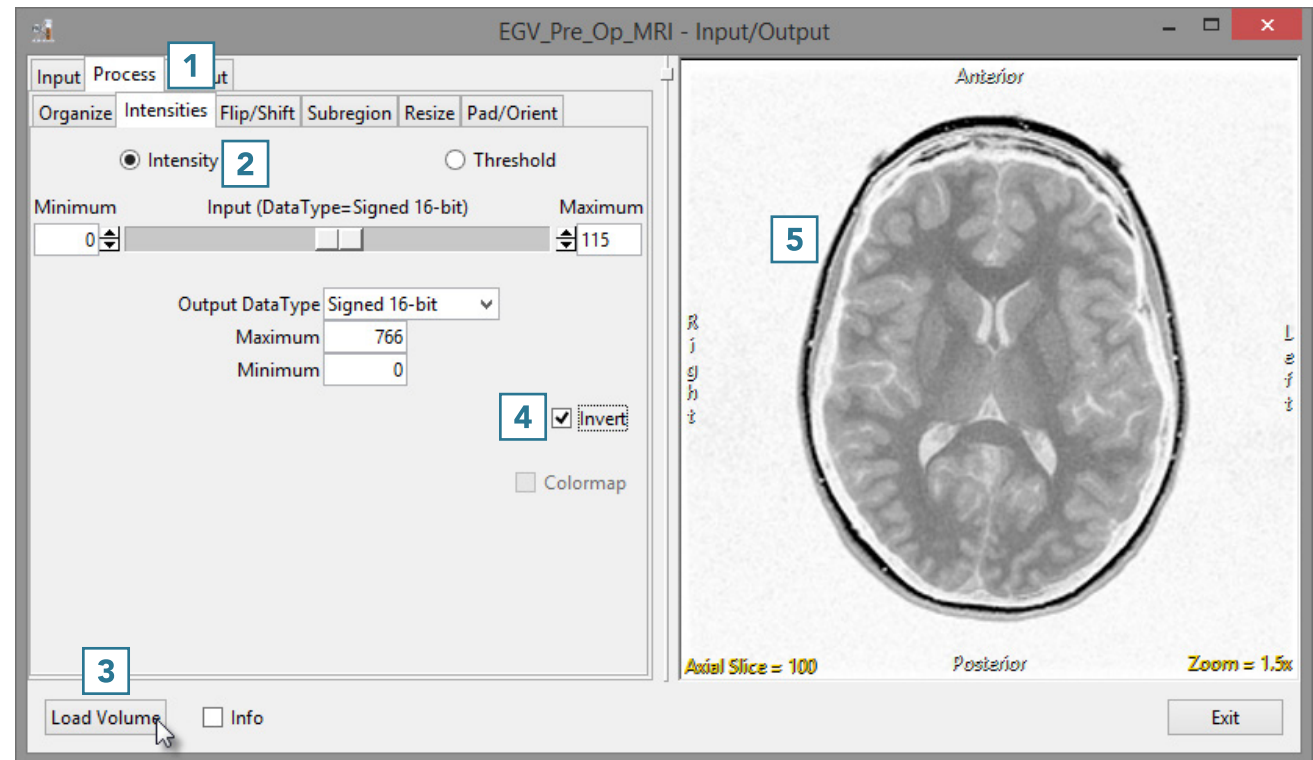 EGV_Pre_Op_MRI - Input/Output
1
Input Process ut
Organize Intensities Flip/Shift Subregion Resize Pad/Orient
Intensity 2 Threshold
Minimum Input (DataType=Signed 16-bit) Maximum
0 115
Output DataType Signed 16-bit
Maximum 766
Minimum 0
4 Invert
Colormap
3
Load Volume Info
Anterior
5
Right
Left
Axial Slice = 100 Posterior Zoom = 1.5x
Exit